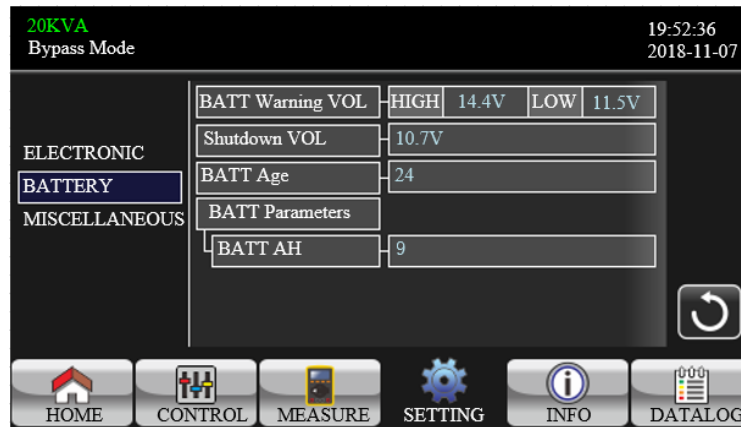 20KVA
19:52:36
Bypass Mode
2018-11-07
BATT Warning VOL HIGH 14.4V LOW 11.5V
Shutdown VOL 10.7V
ELECTRONIC
BATT Age 24
BATTERY
BATT Parameters
MISCELLANEOUS
BATT AH 9
HOME CONTROL MEASURE SETTING INFO DATALOG